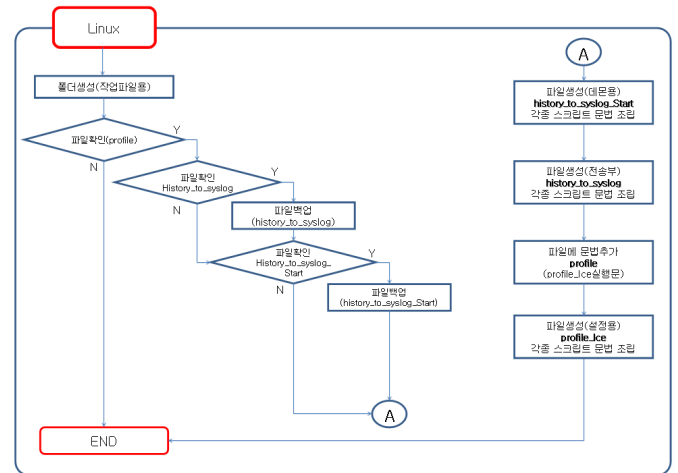 Linux
폴더생성(작업파일용)
파일확인(profile)
Y
N
파일확인
History_to_syslog
Y
N
파일백업
(history_to_syslog)
파일확인
History_to_syslog_
Start
Y
N
파일백업
(history_to_syslog_Start)
A
END
A
파일생성(데몬용)
history_to_syslog_Start
각종 스크립트 문법 조립
파일생성(전송부)
history_to_syslog
각종 스크립트 문법 조립
파일에 문법추가
profile
(profile_Ice실행문)
파일생성(설정용)
profile_Ice
각종 스크립트 문법 조립